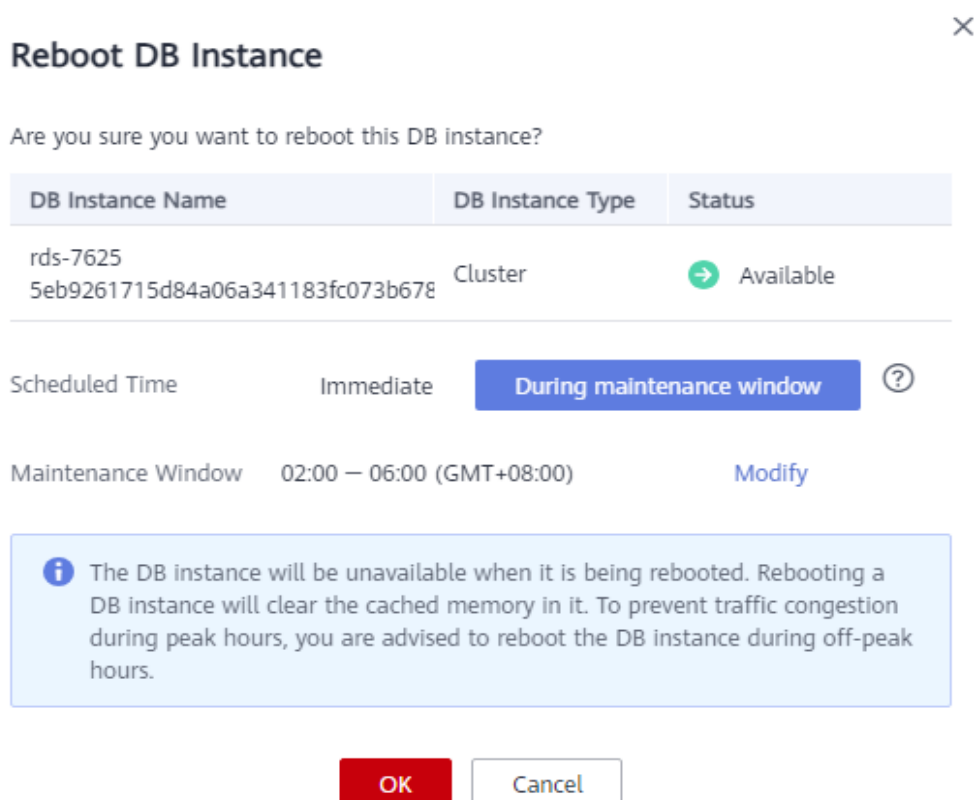 Reboot DB Instance
Are you sure you want to reboot this DB instance?
DB Instance Name DB Instance Type Status
rds-7625
5eb9261715d84a06a341183fc073b678 Cluster Available
Scheduled Time Immediate During maintenance window
Maintenance Window 02:00 — 06:00 (GMT+08:00) Modify
The DB instance will be unavailable when it is being rebooted. Rebooting a
DB instance will clear the cached memory in it. To prevent traffic congestion
during peak hours, you are advised to reboot the DB instance during off-peak
hours.
OK Cancel